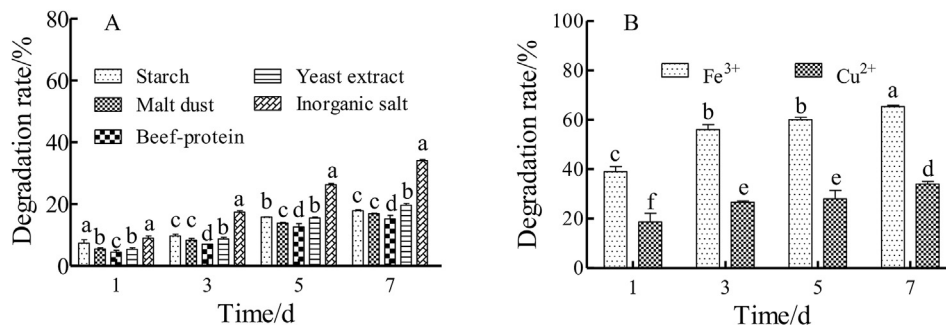 A
Degradation rate/%
80
60
40
20
0
Starch
Malt dust
Beef-protein
Yeast extract
Inorganic salt
a b c b a
c c d c a
b c d b a
b c d b a
1 3 5 7
Time/d
B
Degradation rate/%
100
80
60
40
20
0
Fe3+
Cu2+
c f b e b e a d
1 3 5 7
Time/d